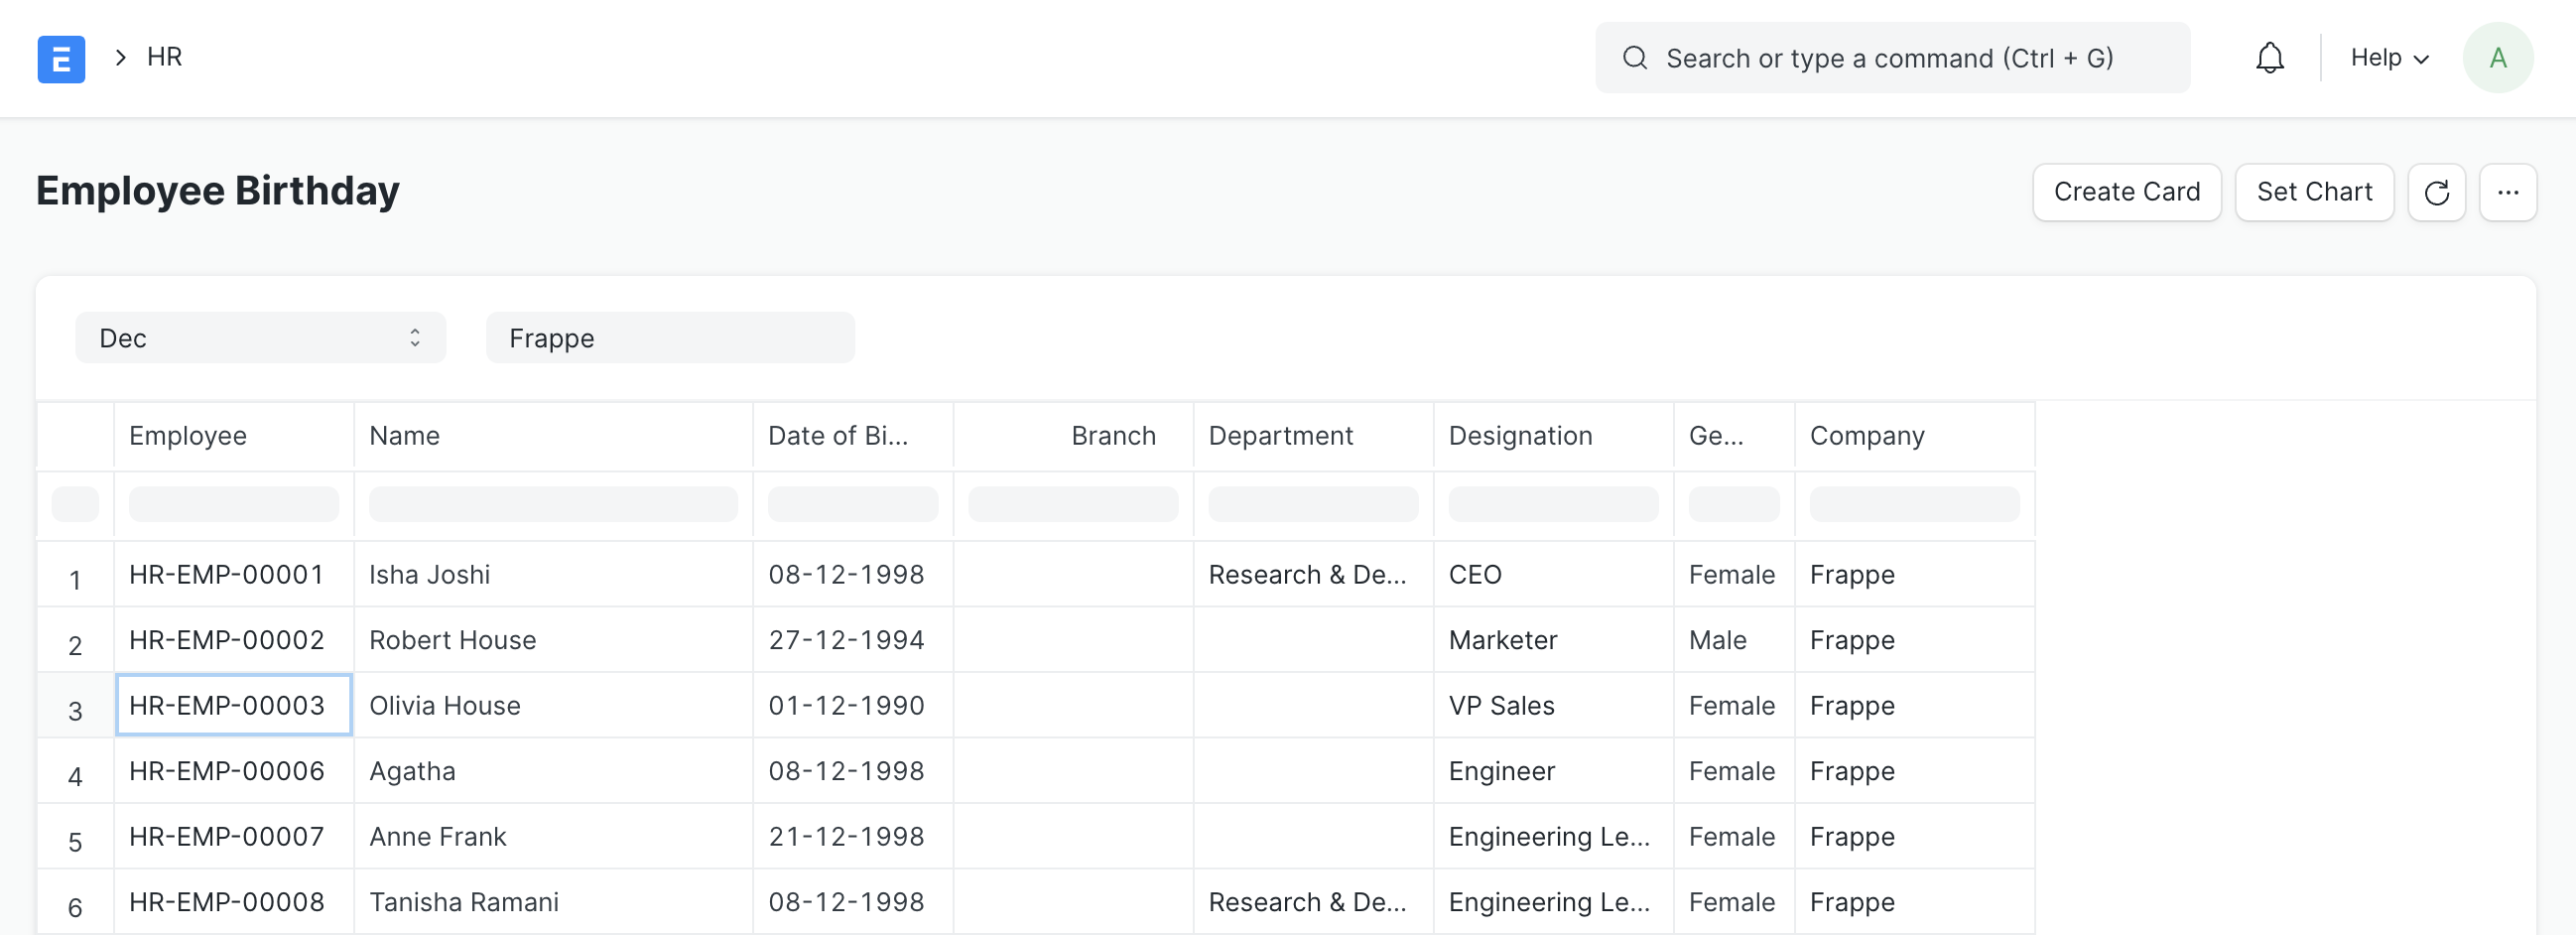 E > HR Search or type a command (Ctrl + G) Help A
Employee Birthday Create Card Set Chart ...
Dec Frappe
Employee Name Date of Bi... Branch Department Designation Ge... Company
1 HR-EMP-00001 Isha Joshi 08-12-1998 Research & De... CEO Female Frappe
2 HR-EMP-00002 Robert House 27-12-1994 Marketer Male Frappe
3 HR-EMP-00003 Olivia House 01-12-1990 VP Sales Female Frappe
4 HR-EMP-00006 Agatha 08-12-1998 Engineer Female Frappe
5 HR-EMP-00007 Anne Frank 21-12-1998 Engineering Le... Female Frappe
6 HR-EMP-00008 Tanisha Ramani 08-12-1998 Research & De... Engineering Le... Female Frappe